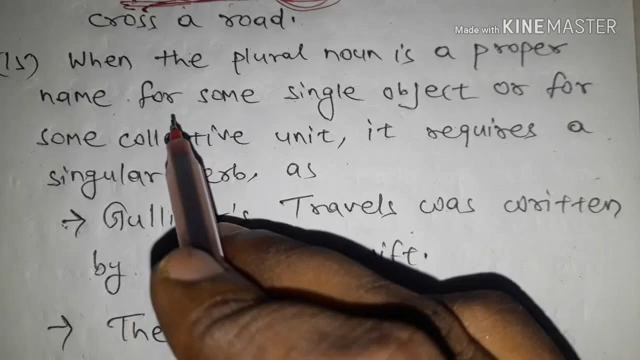 Made with KINEMASTER
cross a road.
(15) When the plural noun is a proper
name for some single object or for
some collective unit, it requires a
singular verb, as
→ Gulliver's Travels was written
by
→ The